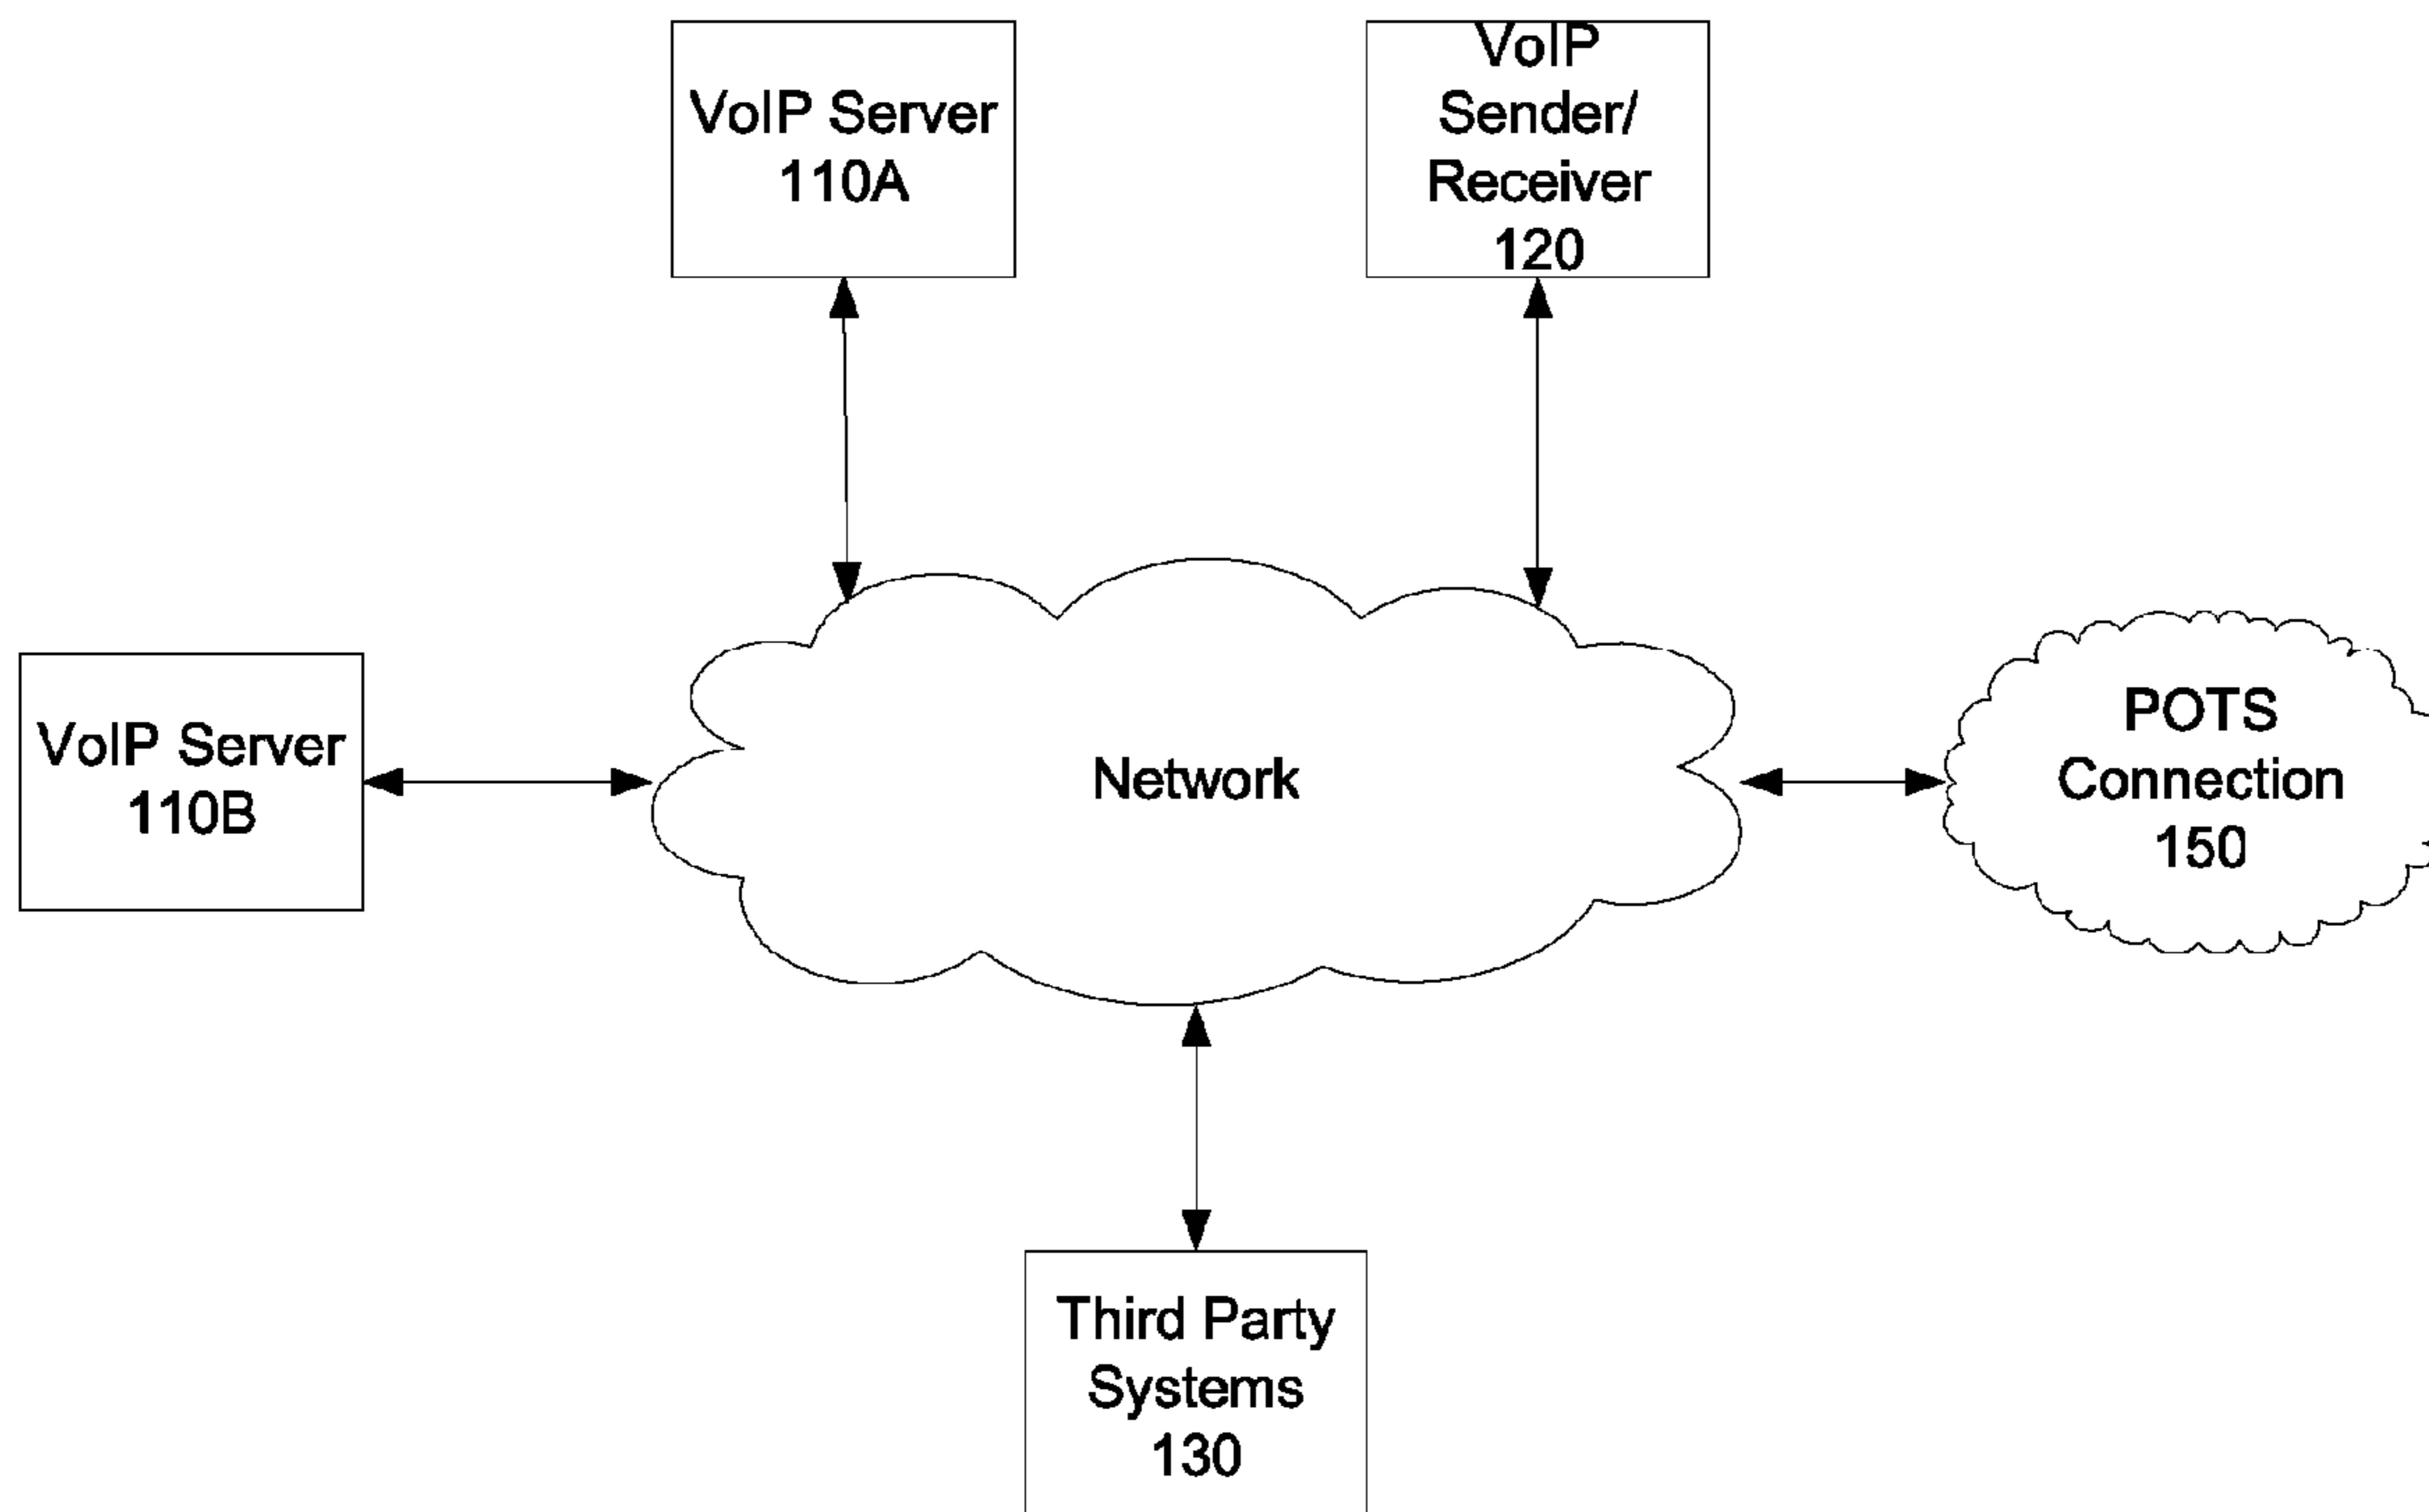 VoIP Server
110A
VoIP
Sender/
Receiver
120
VoIP Server
110B
Network
POTS
Connection
150
Third Party
Systems
130